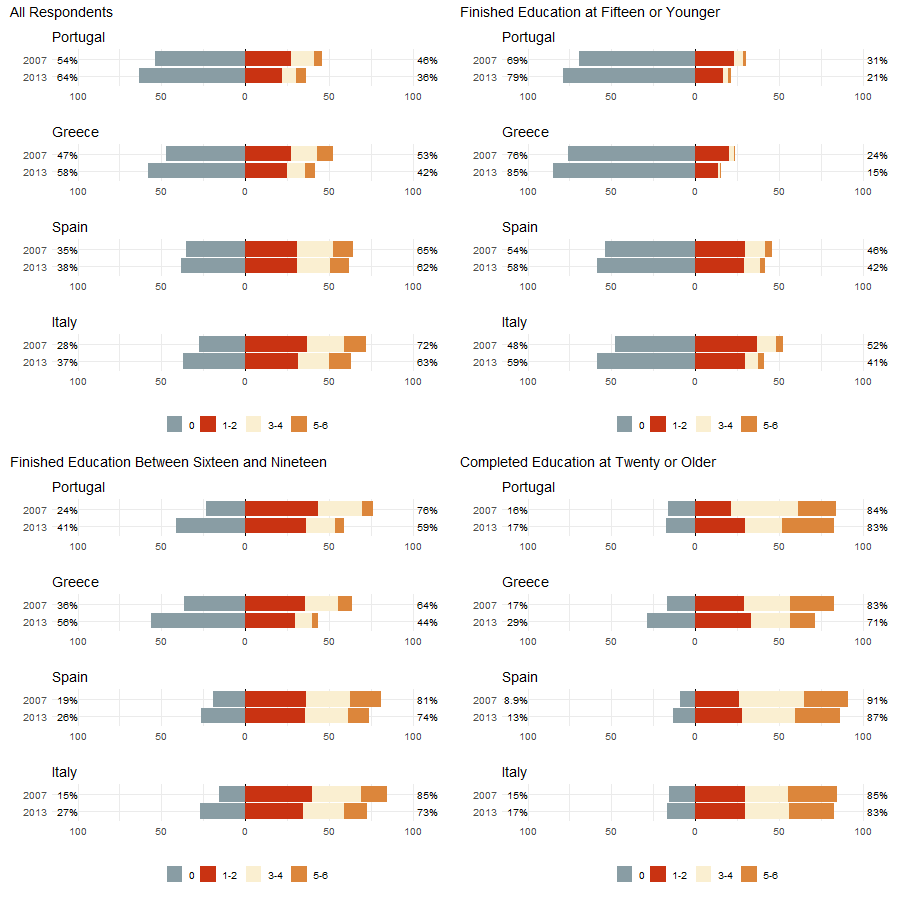 All Respondents
Portugal
2007 54% 46%
2013 64% 36%
100 50 0 50 100
Greece
2007 47% 53%
2013 58% 42%
100 50 0 50 100
Spain
2007 35% 65%
2013 38% 62%
100 50 0 50 100
Italy
2007 28% 72%
2013 37% 63%
100 50 0 50 100
0 1-2 3-4 5-6
Finished Education at Fifteen or Younger
Portugal
2007 69% 31%
2013 79% 21%
100 50 0 50 100
Greece
2007 76% 24%
2013 85% 15%
100 50 0 50 100
Spain
2007 54% 46%
2013 58% 42%
100 50 0 50 100
Italy
2007 48% 52%
2013 59% 41%
100 50 0 50 100
0 1-2 3-4 5-6
Finished Education Between Sixteen and Nineteen
Portugal
2007 24% 76%
2013 41% 59%
100 50 0 50 100
Greece
2007 36% 64%
2013 56% 44%
100 50 0 50 100
Spain
2007 19% 81%
2013 26% 74%
100 50 0 50 100
Italy
2007 15% 85%
2013 27% 73%
100 50 0 50 100
0 1-2 3-4 5-6
Completed Education at Twenty or Older
Portugal
2007 16% 84%
2013 17% 83%
100 50 0 50 100
Greece
2007 17% 83%
2013 29% 71%
100 50 0 50 100
Spain
2007 8.9% 91%
2013 13% 87%
100 50 0 50 100
Italy
2007 15% 85%
2013 17% 83%
100 50 0 50 100
0 1-2 3-4 5-6